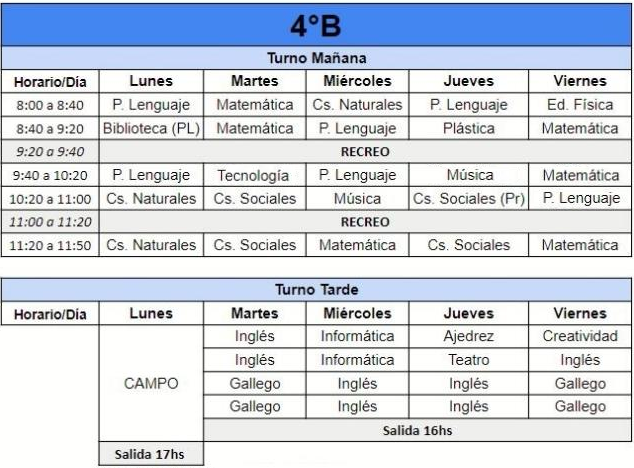 4°B
Turno Mañana
Horario/Día Lunes Martes Miércoles Jueves Viernes
8:00 a 8:40 P. Lenguaje Matemática Cs. Naturales P. Lenguaje Ed. Física
8:40 a 9:20 Biblioteca (PL) Matemática P. Lenguaje Plástica Matemática
9:20 a 9:40 RECREO
9:40 a 10:20 P. Lenguaje Tecnología P. Lenguaje Música Matemática
10:20 a 11:00 Cs. Naturales Cs. Sociales Música Cs. Sociales (Pr) P. Lenguaje
11:00 a 11:20 RECREO
11:20 a 11:50 Cs. Naturales Cs. Sociales Matemática Cs. Sociales Matemática
Turno Tarde
Horario/Día Lunes Martes Miércoles Jueves Viernes
Inglés Informática Ajedrez Creatividad
Inglés Informática Teatro Inglés
CAMPO Gallego Inglés Inglés Gallego
Gallego Inglés Inglés Gallego
Salida 16hs
Salida 17hs